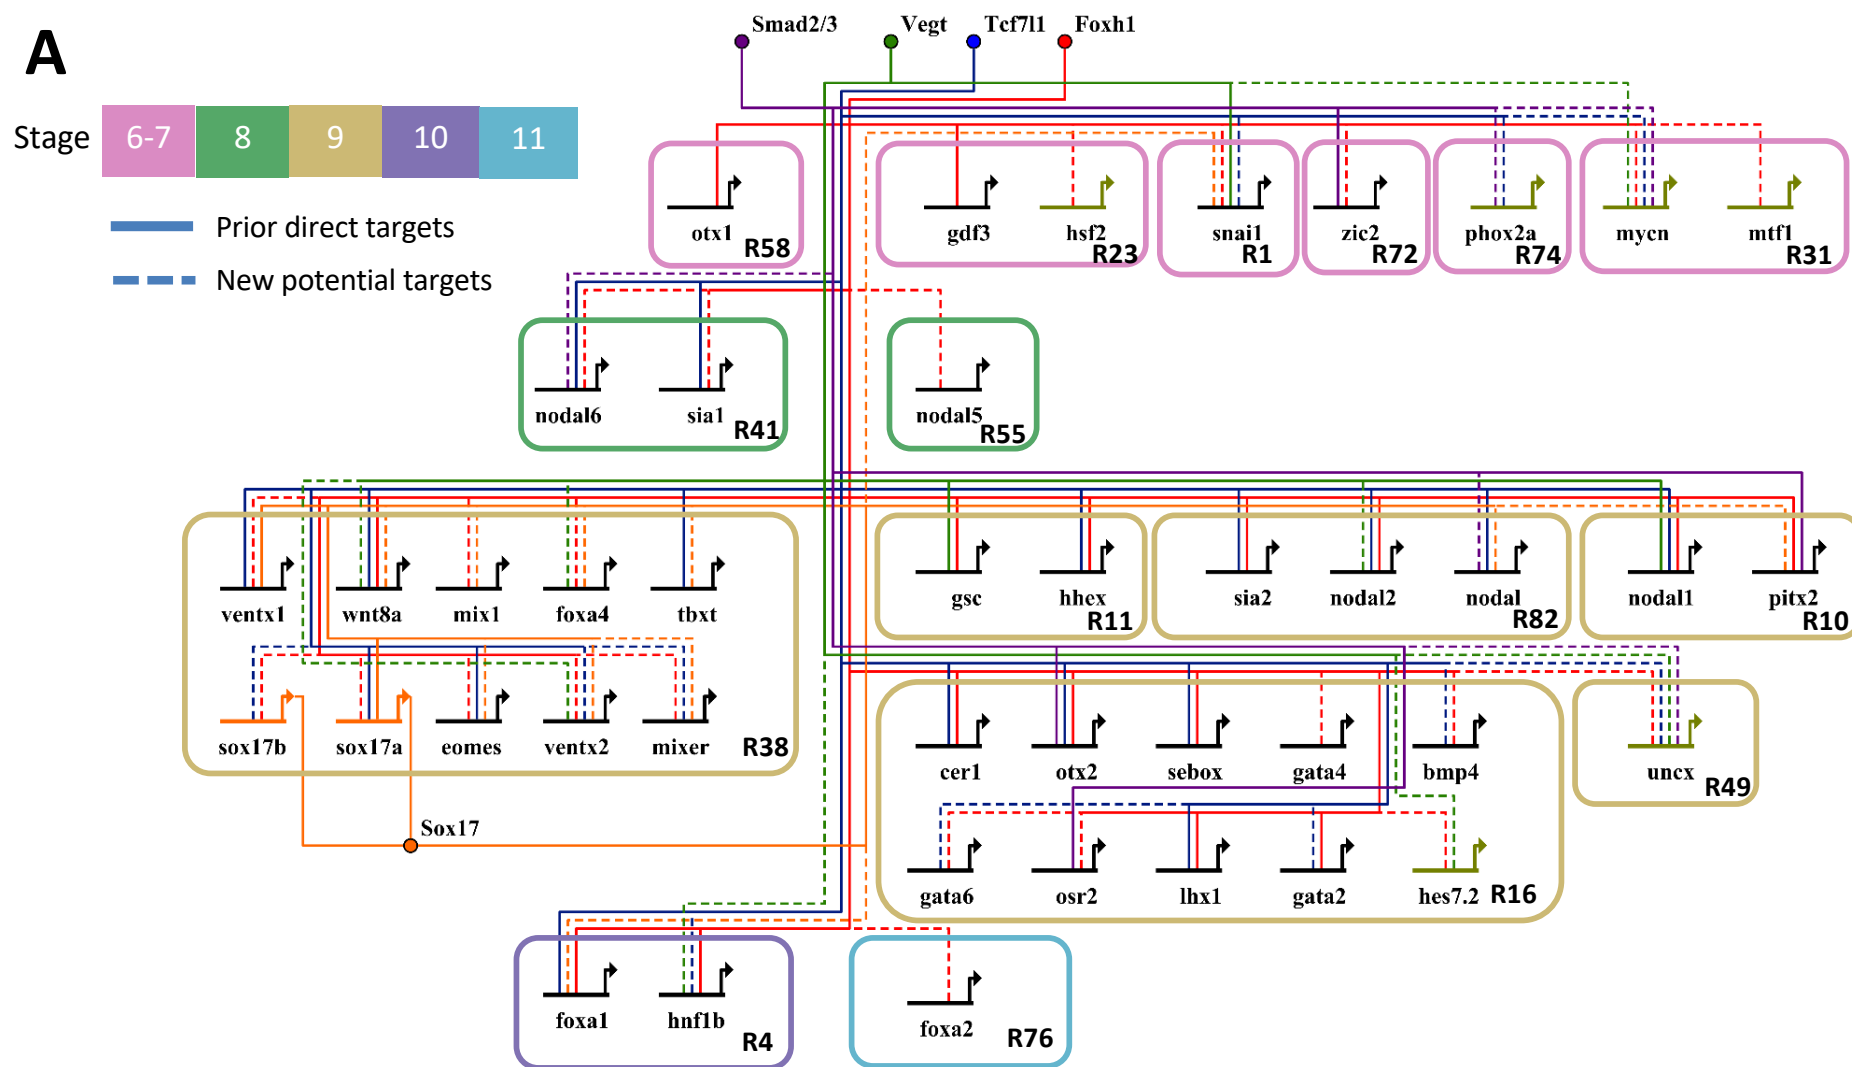 A
Smad2/3 Vegt Tcf7l1 Foxh1
Stage 6-7 8 9 10 11
Prior direct targets
New potential targets
otx1 gdf3 hsf2 snai1 zic2 phox2a mycn mtf1
R58 R23 R1 R72 R74 R31
nodal6 sia1 nodal5
R41 R55
ventx1 wnt8a mix1 foxa4 tbxt gsc hhex sia2 nodal2 nodal nodal1 pitx2
R11 R82 R10
sox17b sox17a eomes ventx2 mixer R38
cer1 otx2 sebox gata4 bmp4 uncx
R49
Sox17
gata6 osr2 lhx1 gata2 hes7.2 R16
foxa1 hnf1b foxa2
R4 R76